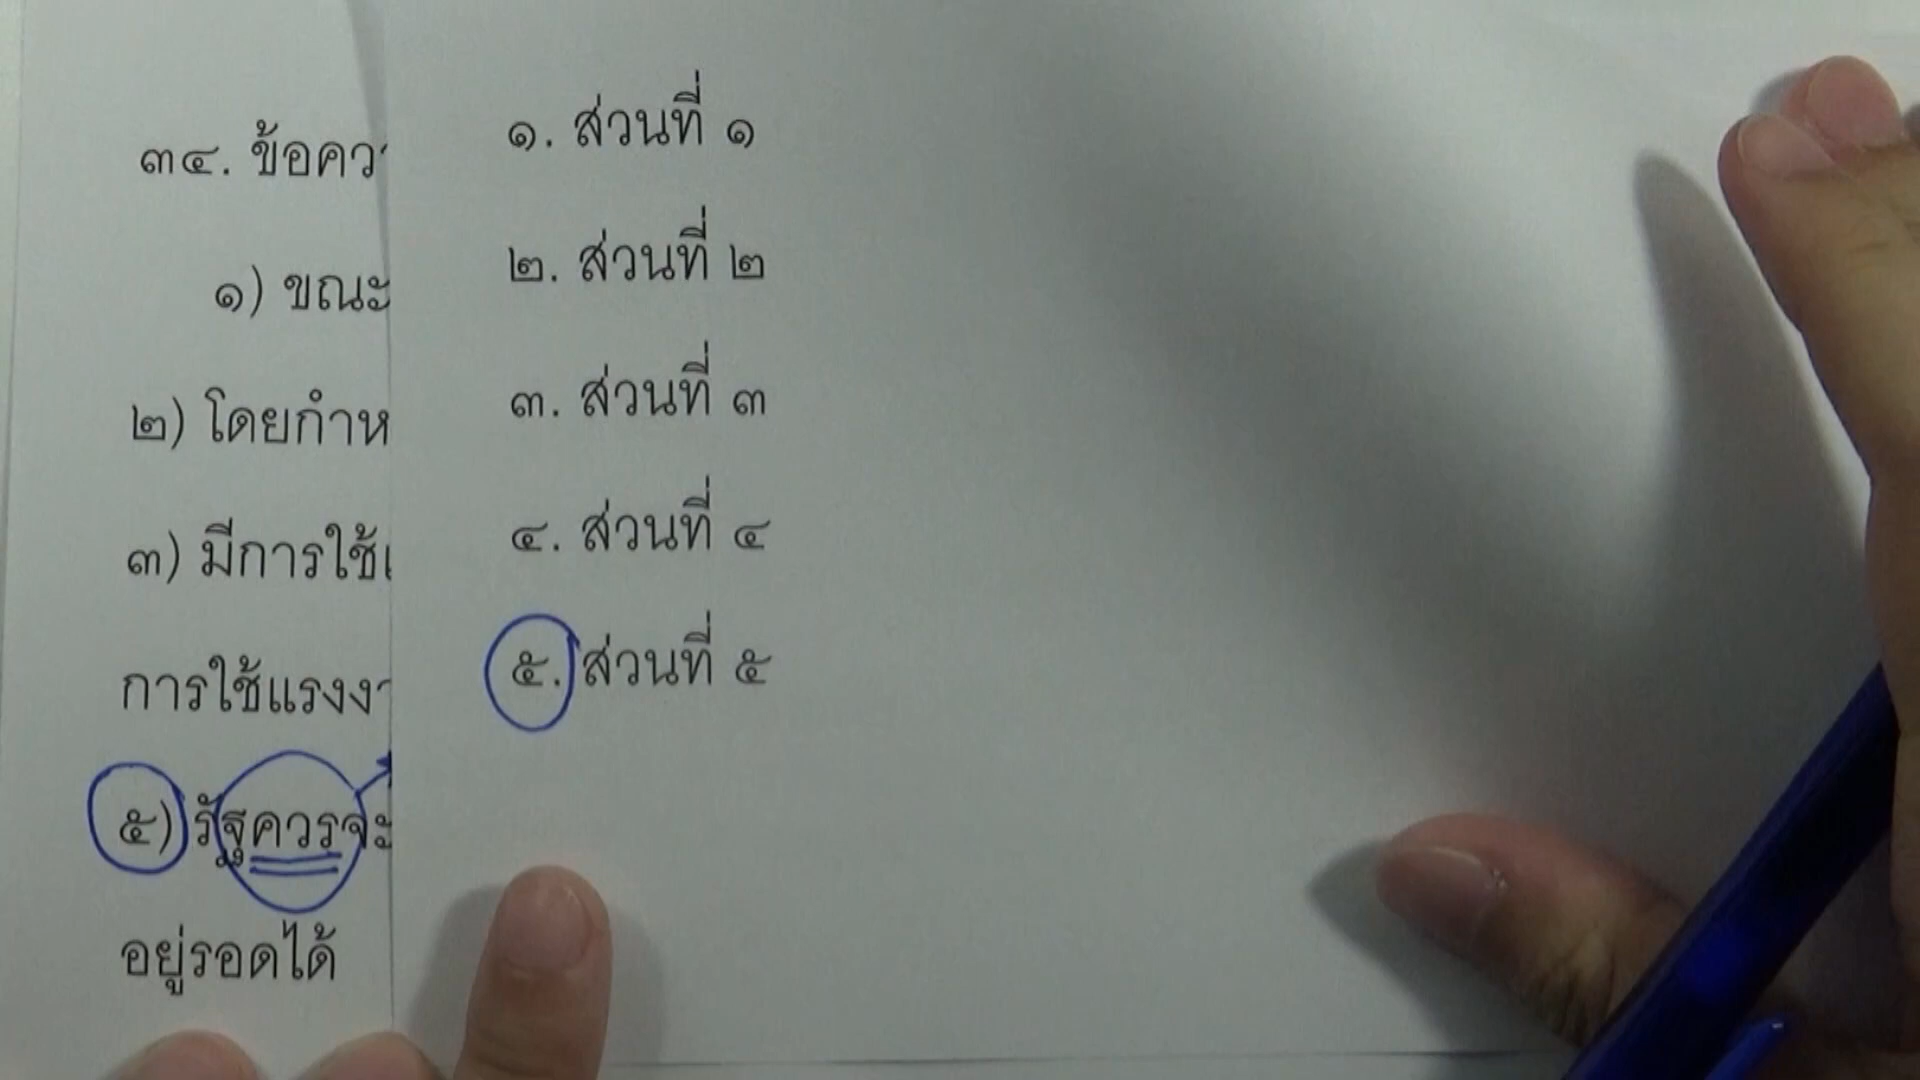 ๓๔. ข้อควา
๑) ขณะ
๒) โดยกำห
๓) มีการใช้แ
การใช้แรงงา
๕) รัฐควรจะ
อยู่รอดได้
๑. ส่วนที่ ๑
๒. ส่วนที่ ๒
๓. ส่วนที่ ๓
๔. ส่วนที่ ๔
๕. ส่วนที่ ๕